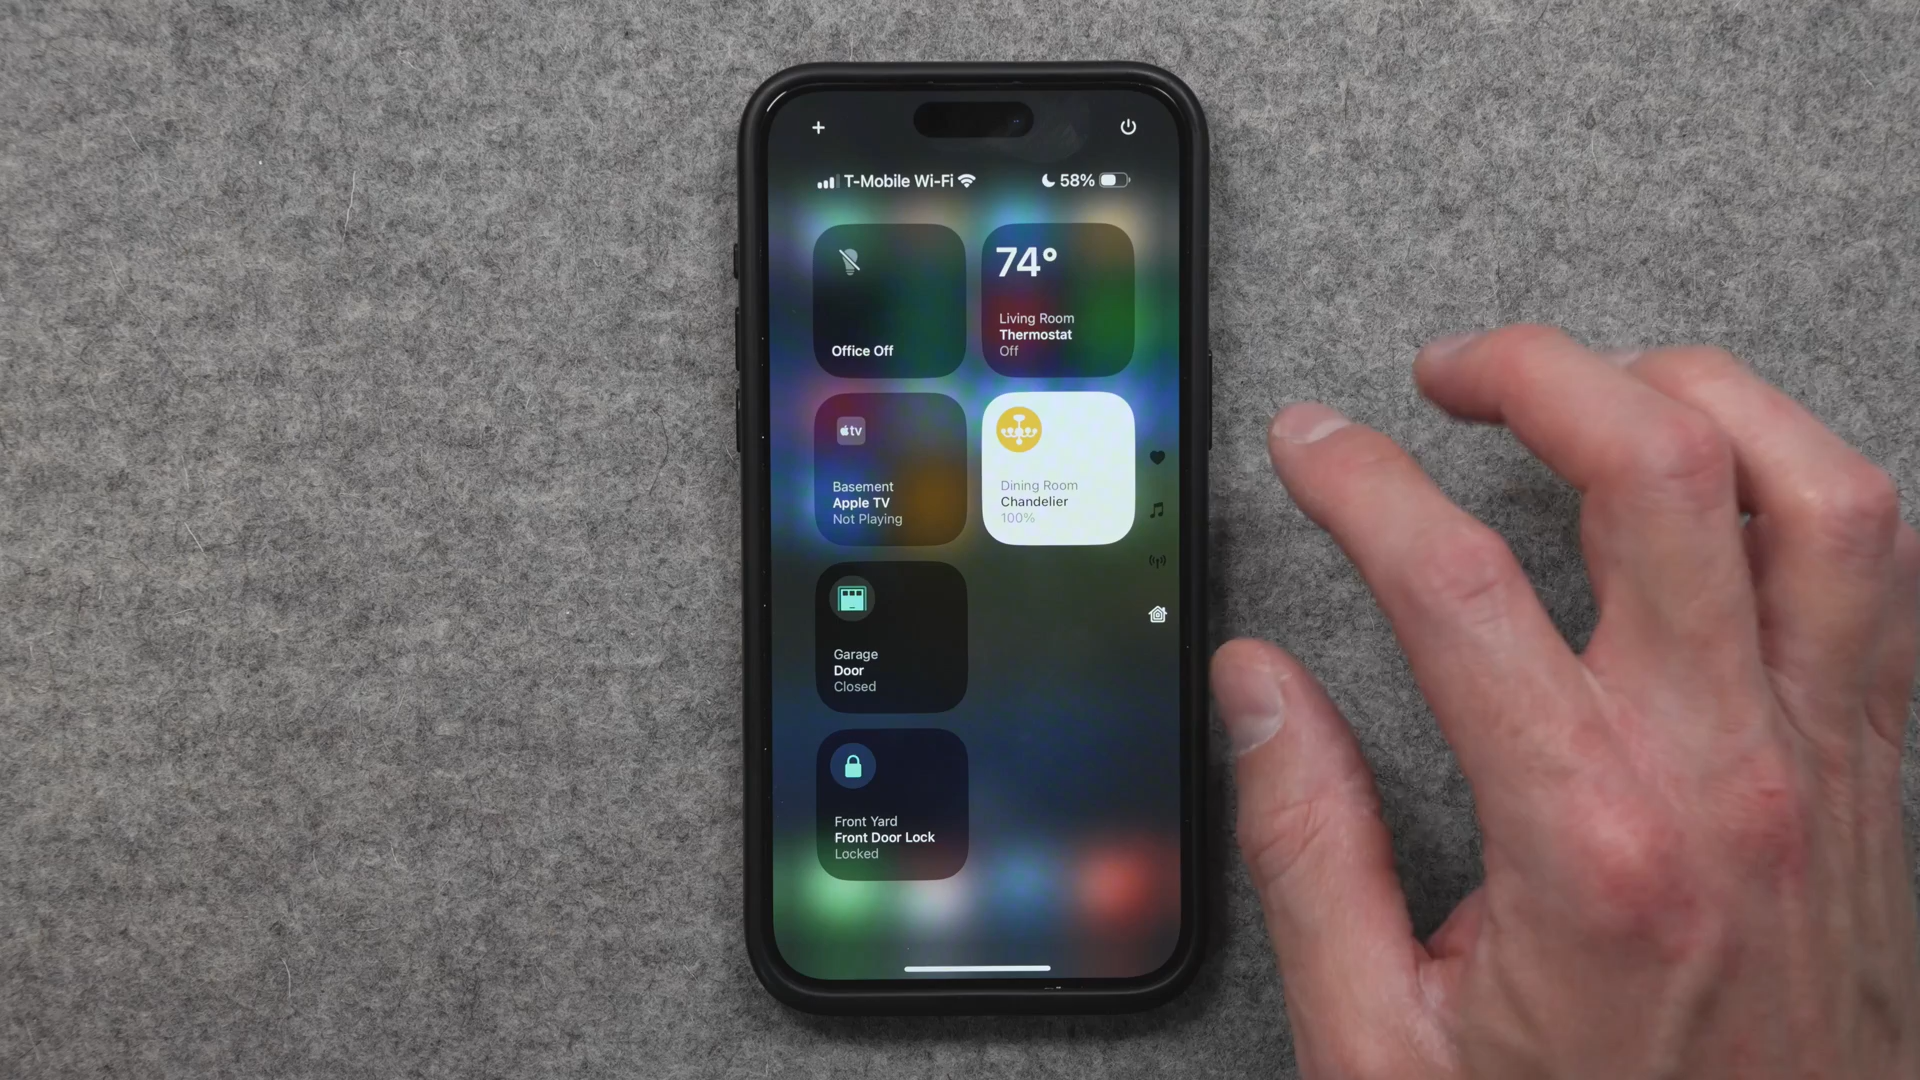 T-Mobile Wi-Fi
58%
Office Off
74°
Living Room
Thermostat
Off
tv
Basement
Apple TV
Not Playing
Dining Room
Chandelier
100%
Garage
Door
Closed
Front Yard
Front Door Lock
Locked